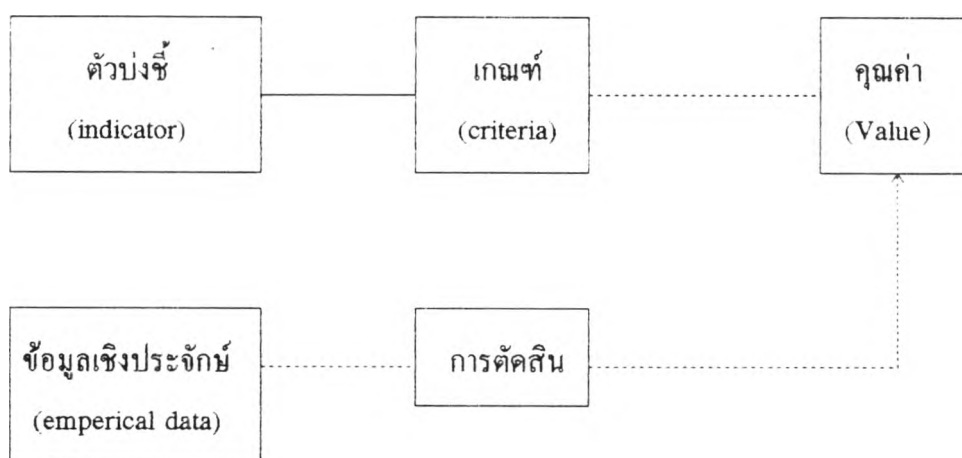 ตัวบ่งชี้
(indicator)
เกณฑ์
(criteria)
คุณค่า
(Value)
ข้อมูลเชิงประจักษ์
(emperical data)
การตัดสิน